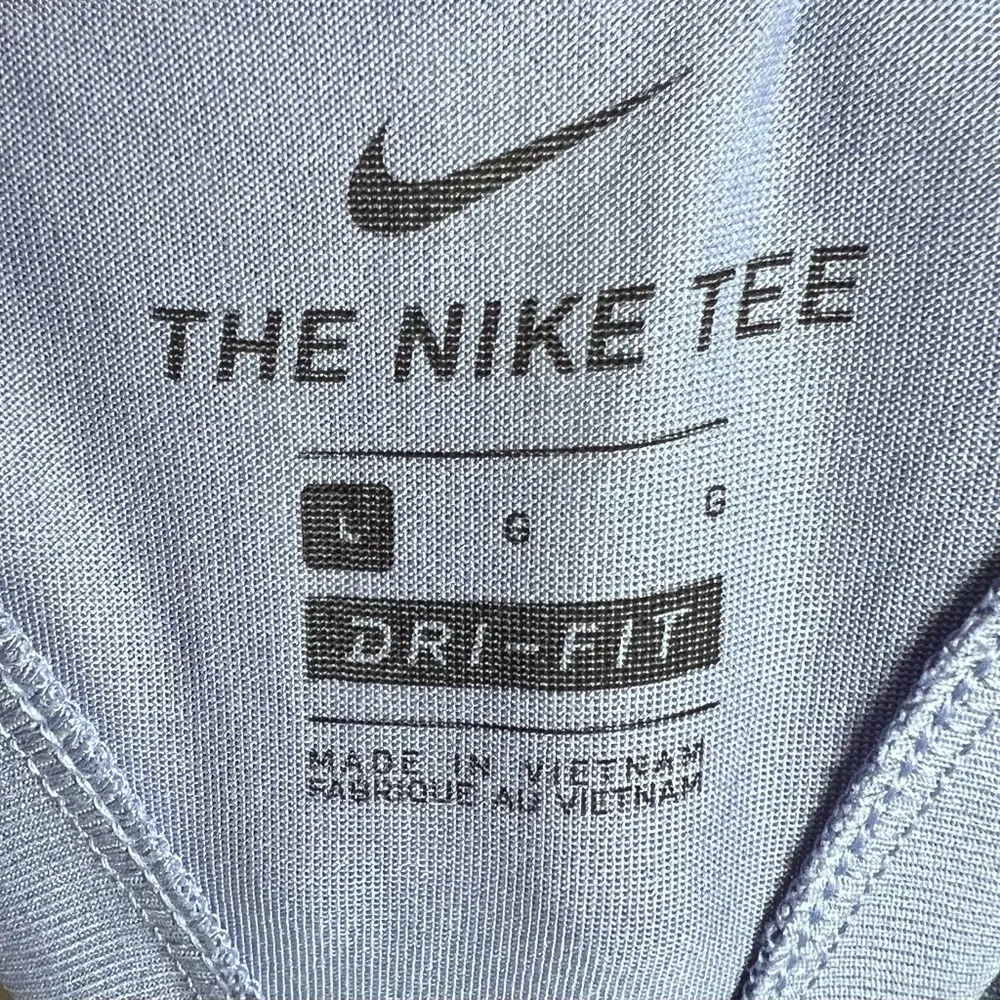 THE NIKE TEE
L G G
DRI-FIT
MADE IN VIETNAM
FABRIQUE AU VIETNAM